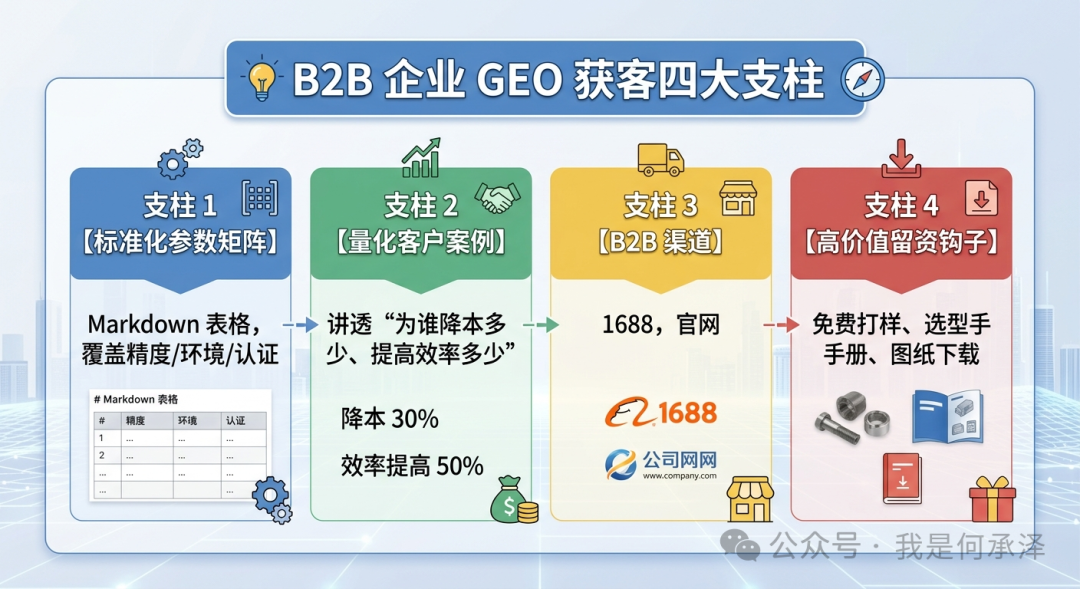 B2B 企业 GEO 获客四大支柱
支柱 1
【标准化参数矩阵】
Markdown 表格，
覆盖精度/环境/认证
# Markdown 表格
# 精度 环境 认证
1 ... ... ...
2 ... ... ...
... ... ...
...
支柱 2
【量化客户案例】
讲透“为谁降本多
少、提高效率多少”
降本 30%
效率提高 50%
$
支柱 3
【B2B 渠道】
1688，官网
1688
公司网网
www.company.com
支柱 4
【高价值留资钩子】
免费打样、选型手
手册、图纸下载
公众号 · 我是何承泽